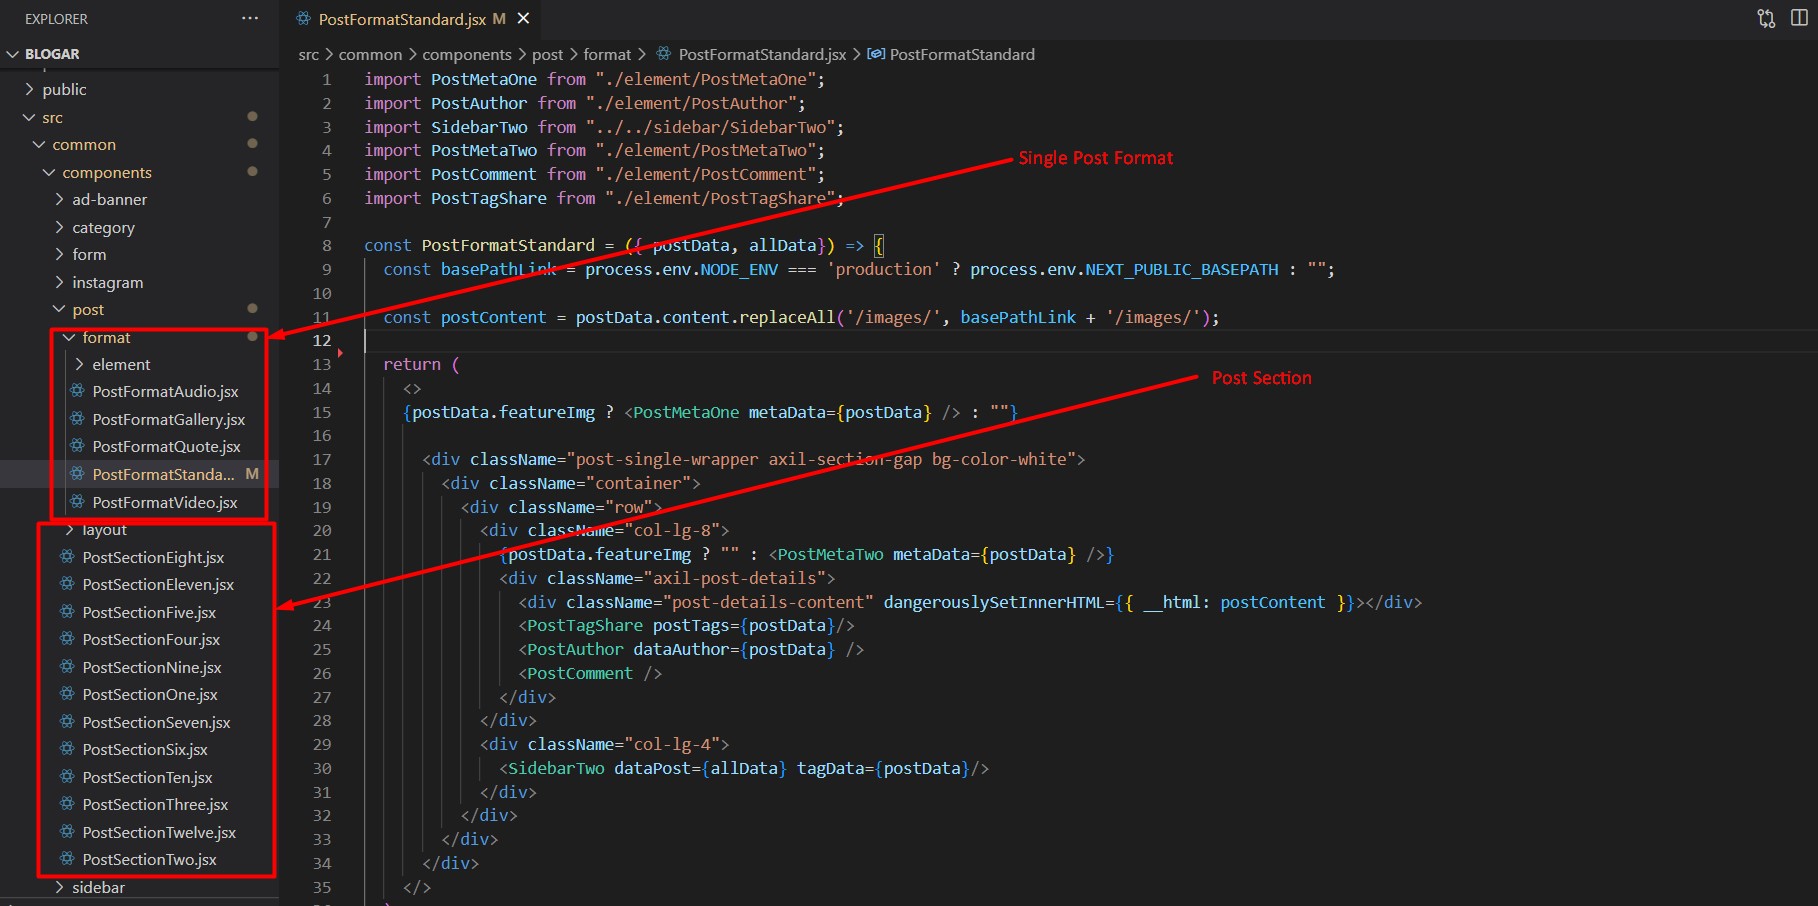 EXPLORER
···
BLOGAR
public
src
common
components
ad-banner
category
form
instagram
post
format
element
PostFormatAudio.jsx
PostFormatGallery.jsx
PostFormatQuote.jsx
PostFormatStanda... M
PostFormatVideo.jsx
layout
PostSectionEight.jsx
PostSectionEleven.jsx
PostSectionFive.jsx
PostSectionFour.jsx
PostSectionNine.jsx
PostSectionOne.jsx
PostSectionSeven.jsx
PostSectionSix.jsx
PostSectionTen.jsx
PostSectionThree.jsx
PostSectionTwelve.jsx
PostSectionTwo.jsx
sidebar
PostFormatStandard.jsx M
src > common > components > post > format > PostFormatStandard.jsx > PostFormatStandard
1 import PostMetaOne from "./element/PostMetaOne";
2 import PostAuthor from "./element/PostAuthor";
3 import SidebarTwo from "../../sidebar/SidebarTwo";
4 import PostMetaTwo from "./element/PostMetaTwo";
5 import PostComment from "./element/PostComment";
6 import PostTagShare from "./element/PostTagShare";
7
8 const PostFormatStandard = ({ postData, allData}) => {
9 const basePathLink = process.env.NODE_ENV === 'production' ? process.env.NEXT_PUBLIC_BASEPATH : "";
10
11 const postContent = postData.content.replaceAll('/images/', basePathLink + '/images/');
12
13 return (
14 <>
15 {postData.featureImg ? <PostMetaOne metaData={postData} /> : ""}
16
17 <div className="post-single-wrapper axil-section-gap bg-color-white">
18 <div className="container">
19 <div className="row">
20 <div className="col-lg-8">
21 {postData.featureImg ? "" : <PostMetaTwo metaData={postData} />}
22 <div className="axil-post-details">
23 <div className="post-details-content" dangerouslySetInnerHTML={{ __html: postContent }}></div>
24 <PostTagShare postTags={postData}/>
25 <PostAuthor dataAuthor={postData} />
26 <PostComment />
27 </div>
28 </div>
29 <div className="col-lg-4">
30 <SidebarTwo dataPost={allData} tagData={postData}/>
31 </div>
32 </div>
33 </div>
34 </div>
35 </>
Single Post Format
Post Section